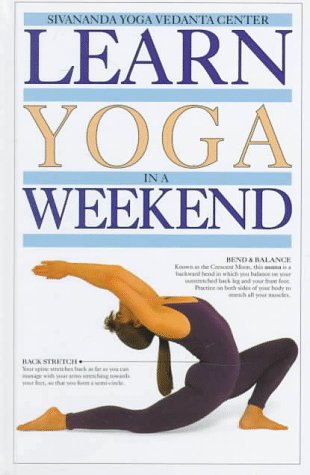 SIVANANDA YOGA VEDANTA CENTER
LEARN
YOGA
IN A
WEEKEND
BEND & BALANCE
Known as the Crescent Moon, this asana is a
backward bend in which you balance on your
outstretched back leg and your front foot.
Practice on both sides of your body to
stretch all your muscles.
BACK STRETCH
Your spine stretches back as far as you can
manage with your arms stretching towards
your feet, so that you form a semi-circle.